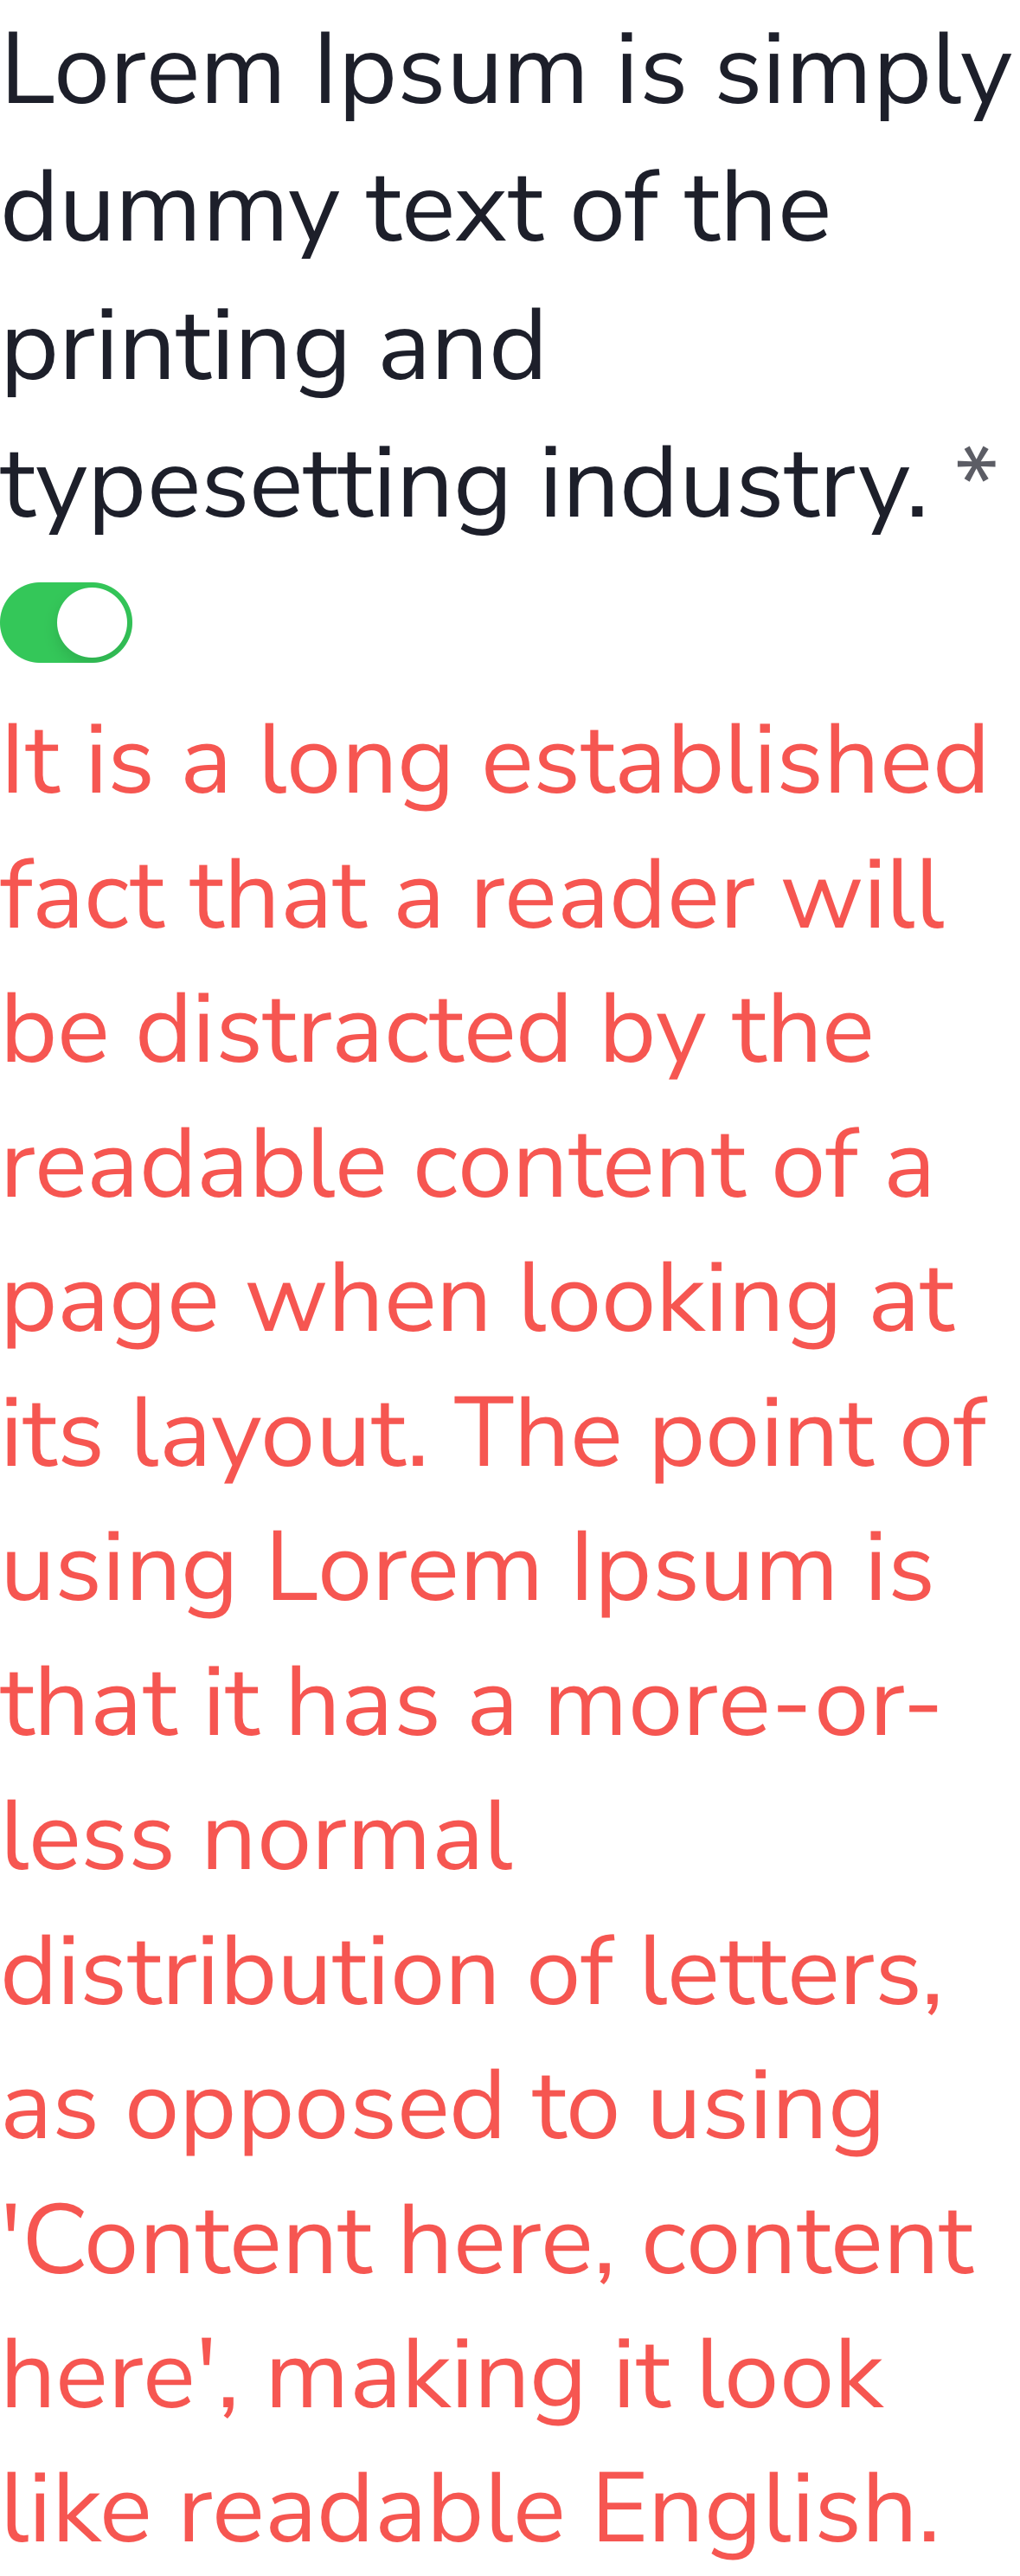 Lorem Ipsum is simply
dummy text of the
printing and
typesetting industry. *
It is a long established
fact that a reader will
be distracted by the
readable content of a
page when looking at
its layout. The point of
using Lorem Ipsum is
that it has a more-or-
less normal
distribution of letters,
as opposed to using
'Content here, content
here', making it look
like readable English.